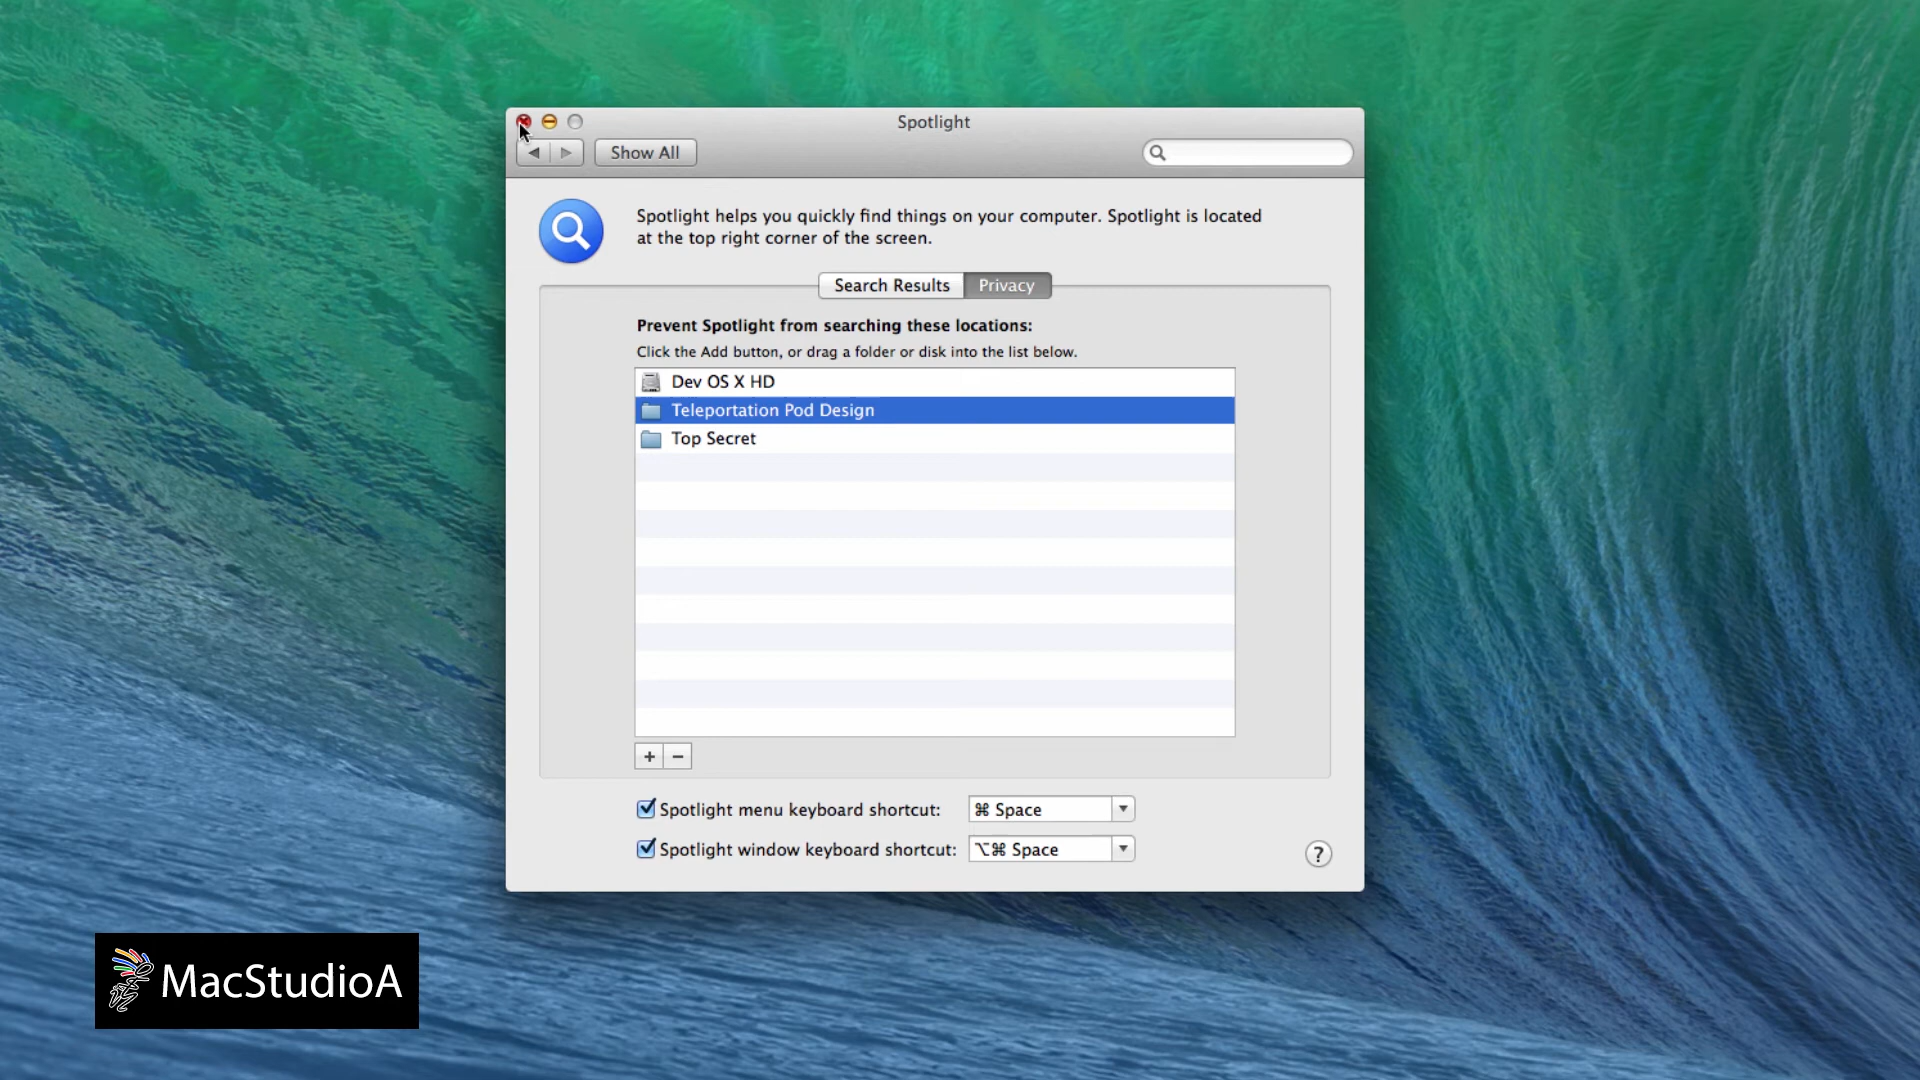 Spotlight
Show All
Spotlight helps you quickly find things on your computer. Spotlight is located
at the top right corner of the screen.
Search Results Privacy
Prevent Spotlight from searching these locations:
Click the Add button, or drag a folder or disk into the list below.
Dev OS X HD
Teleportation Pod Design
Top Secret
+ −
Spotlight menu keyboard shortcut: ⌘ Space
Spotlight window keyboard shortcut: ⌥⌘ Space
?
MacStudioA